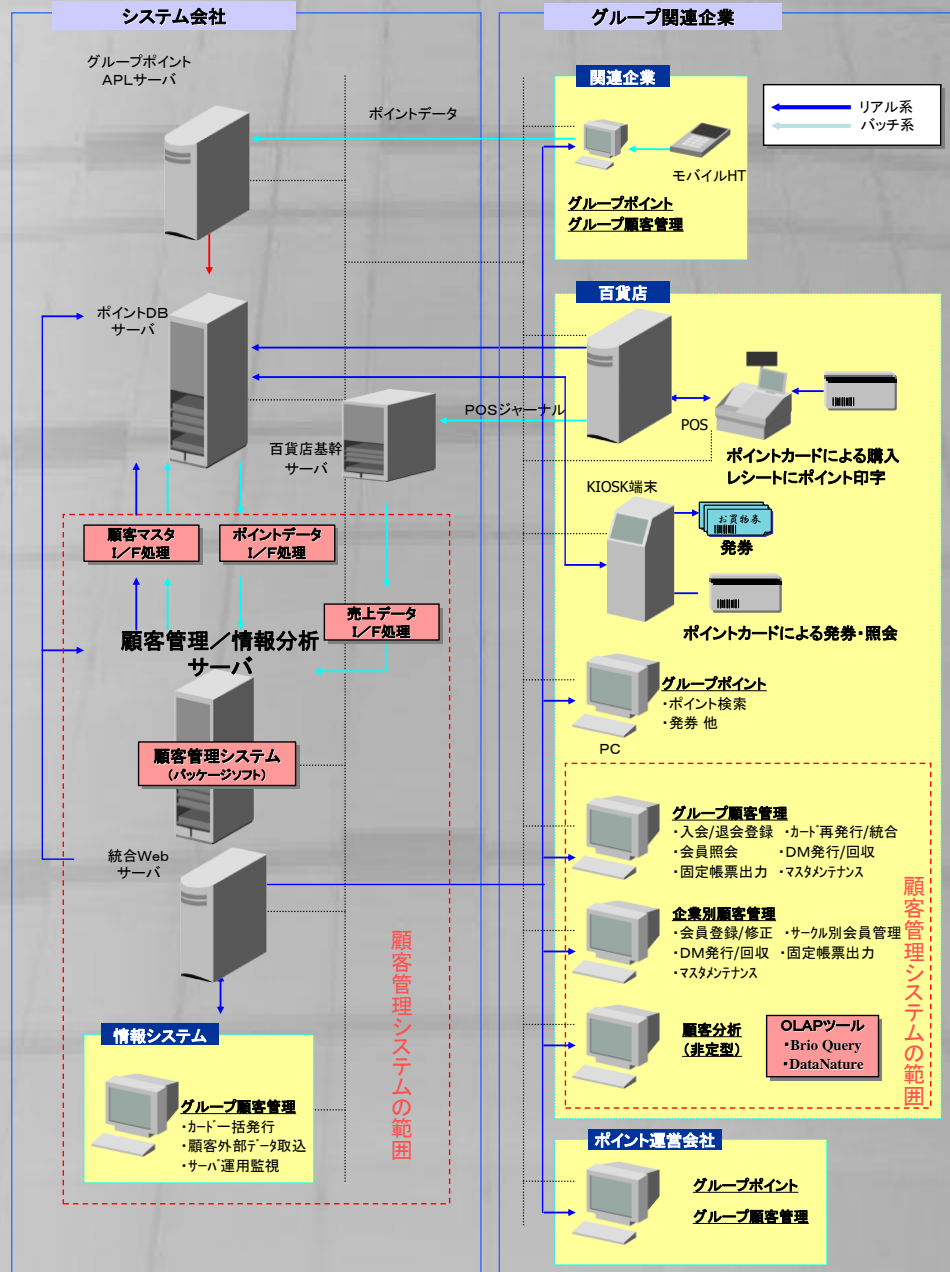 システム会社
グループ関連企業
グループポイント
APLサーバ
ポイントデータ
関連企業
モバイルHT
グループポイント
グループ顧客管理
リアル系
バッチ系
ポイントDB
サーバ
百貨店基幹
サーバ
POSジャーナル
百貨店
POS
ポイントカードによる購入
レシートにポイント印字
KIOSK端末
お買物券
発券
ポイントカードによる発券・照会
グループポイント
・ポイント検索
・発券 他
PC
顧客マスタ
I/F処理
ポイントデータ
I/F処理
売上データ
I/F処理
顧客管理/情報分析
サーバ
顧客管理システム
(パッケージソフト)
統合Web
サーバ
顧客管理システムの範囲
情報システム
グループ顧客管理
・カード一括発行
・顧客外部データ取込
・サーバ運用監視
グループ顧客管理
・入会/退会登録 ・カード再発行/統合
・会員照会 ・DM発行/回収
・固定帳票出力 ・マスタメンテナンス
企業別顧客管理
・会員登録/修正 ・サークル別会員管理
・DM発行/回収 ・固定帳票出力
・マスタメンテナンス
顧客分析
(非定型)
OLAPツール
・Brio Query
・DataNature
顧客管理システムの範囲
ポイント運営会社
グループポイント
グループ顧客管理